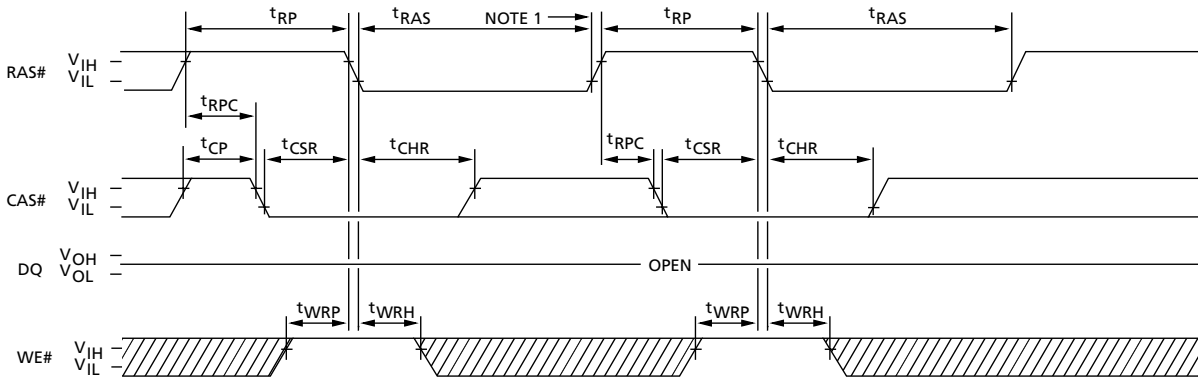 tRP tRAS NOTE 1 tRP tRAS
RAS# VIH
VIL
tRPC tRPC
tCP tCSR tCHR tCSR tCHR
CAS# VIH
VIL
DQ VOH
VOL
OPEN
tWRP tWRH tWRP tWRH
WE# VIH
VIL